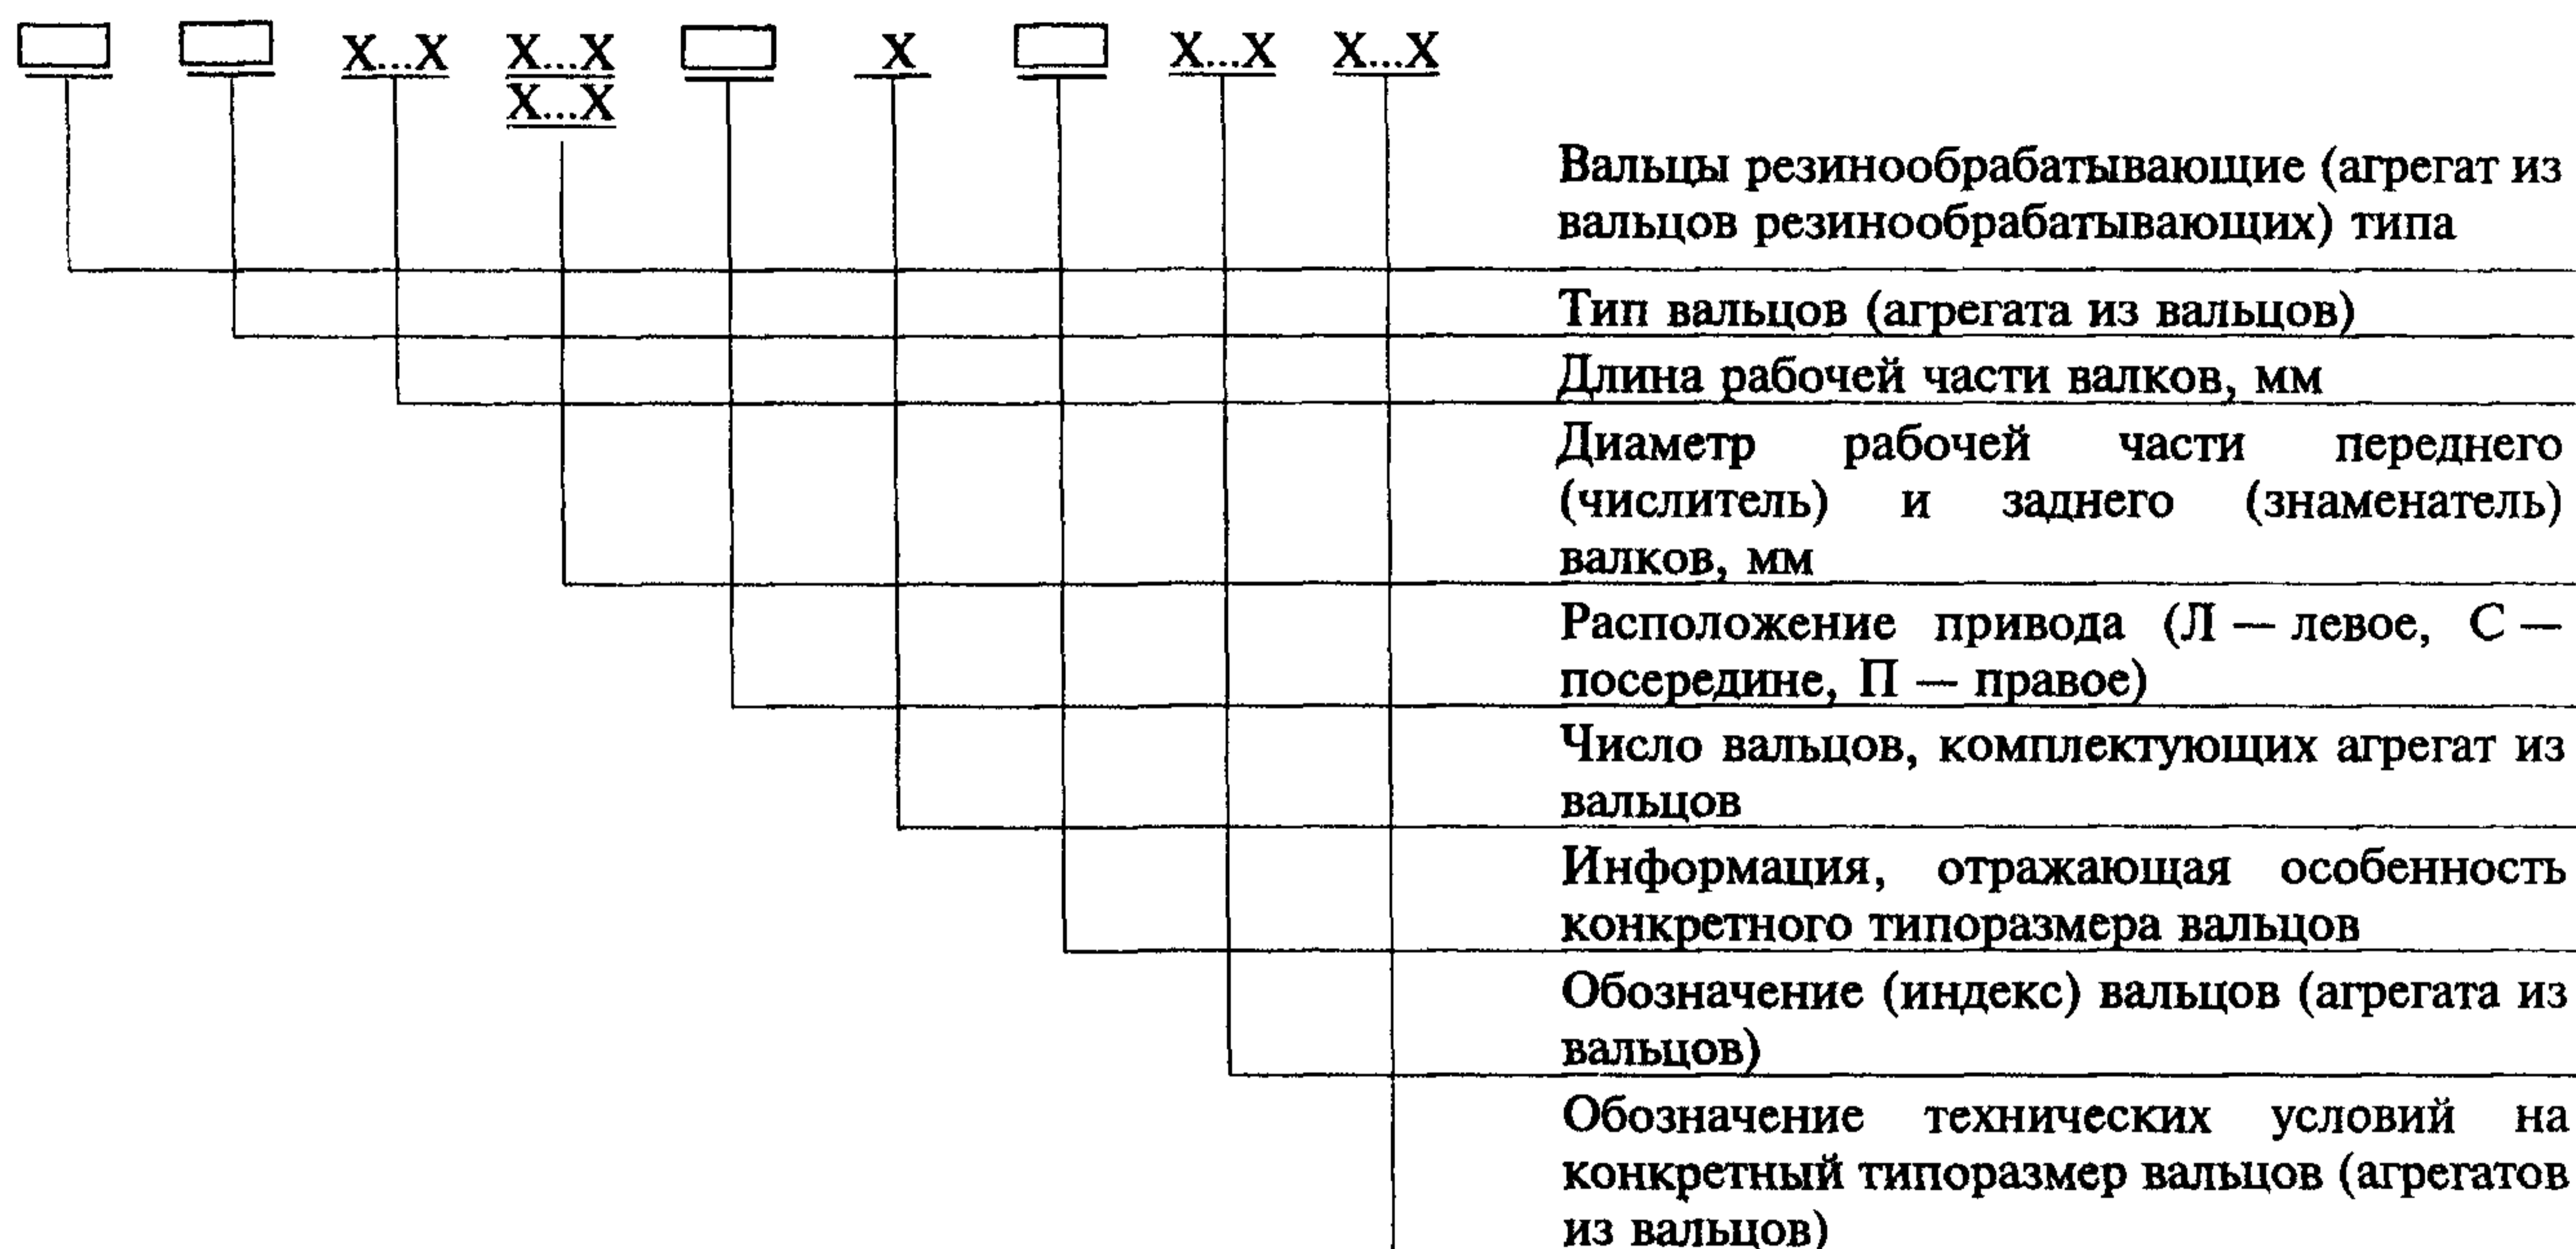 X...X X...X X X...X X...X
X...X
Вальцы резинообрабатывающие (агрегат из
вальцов резинообрабатывающих) типа
Тип вальцов (агрегата из вальцов)
Длина рабочей части валков, мм
Диаметр рабочей части переднего
(числитель) и заднего (знаменатель)
валков, мм
Расположение привода (Л — левое, С —
посередине, П — правое)
Число вальцов, комплектующих агрегат из
вальцов
Информация, отражающая особенность
конкретного типоразмера вальцов
Обозначение (индекс) вальцов (агрегата из
вальцов)
Обозначение технических условий на
конкретный типоразмер вальцов (агрегатов
из вальцов)